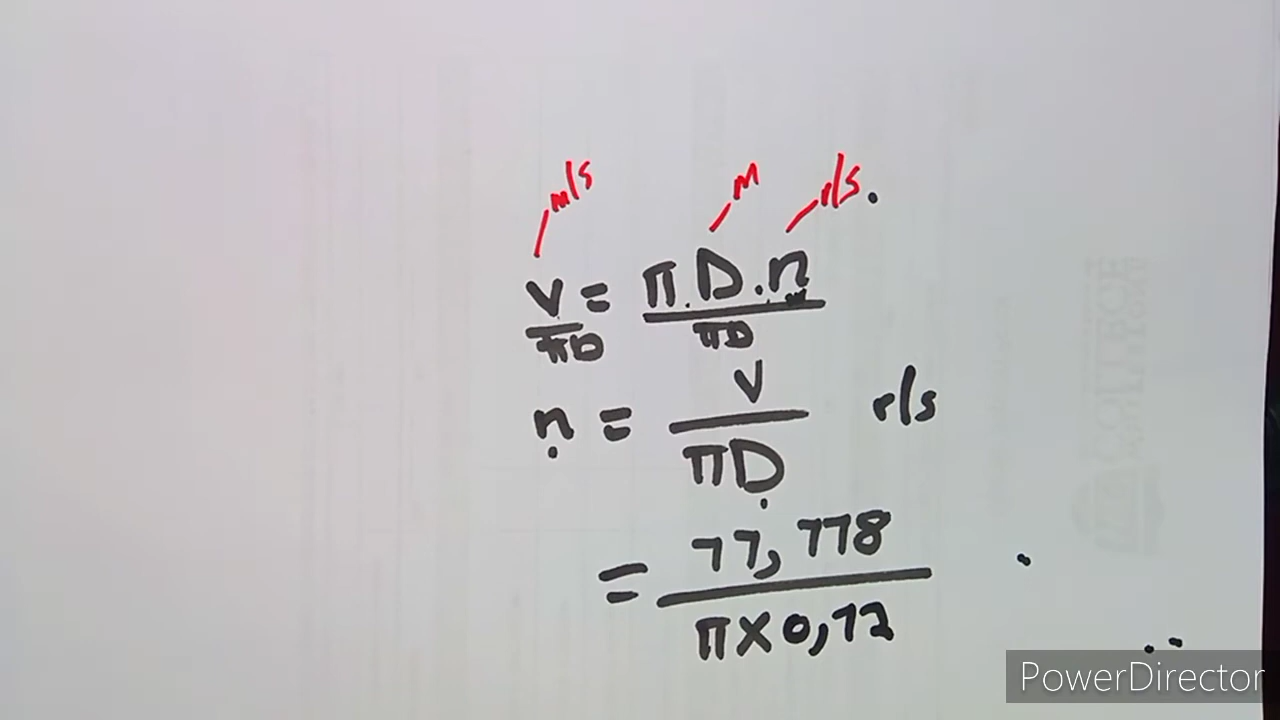 m/s M r/s.
V = π.D.n
πD πD
n = V r/s
πD
= 77,778
π×0,72
PowerDirector